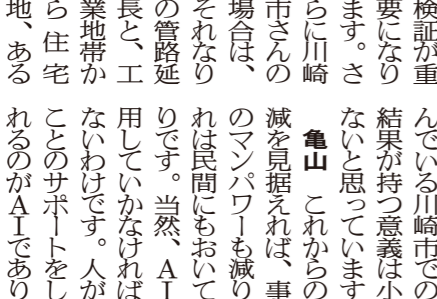 検証が重
要になり
ます。さ
らに川崎
市さんの
場合は、
それなり
の管路延
長と、工
業地帯か
ら住宅
地、ある
んでいる川崎市での
結果が持つ意義は小
ないと思っています
亀山 これからの
減を見据えれば、事
のマンパワーも減り
れは民間にもおいて
りです。当然、AI
用していかなければ
ないわけです。人が
ことのサポートをし
れるのがAIであり